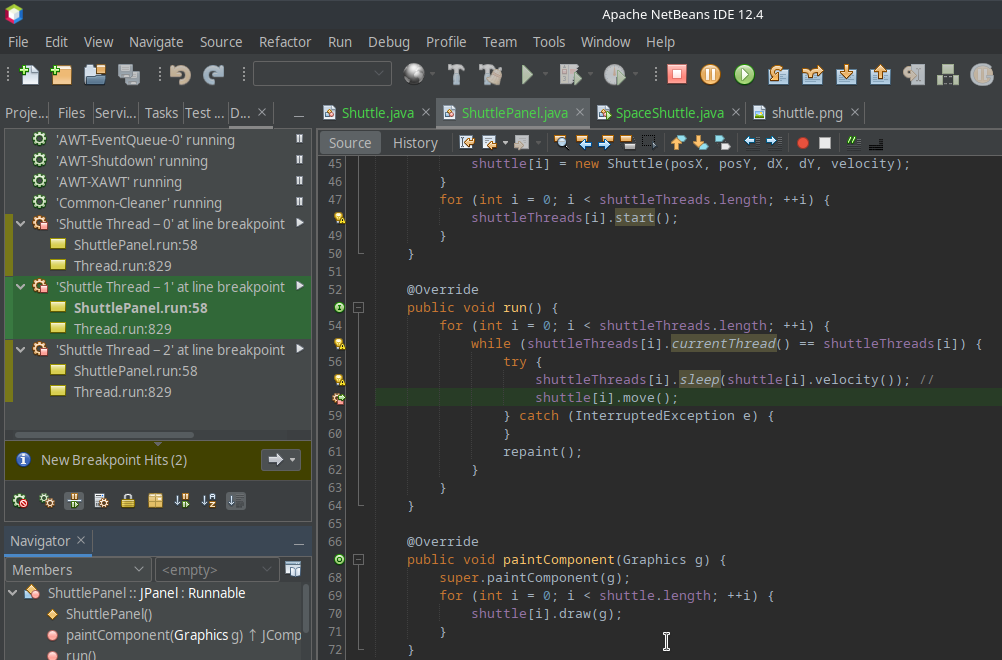 Apache NetBeans IDE 12.4
File Edit View Navigate Source Refactor Run Debug Profile Team Tools Window Help
Proje... Files Servi... Tasks Test ... D...
Shuttle.java ShuttlePanel.java SpaceShuttle.java shuttle.png
Source History
'AWT-EventQueue-0' running
'AWT-Shutdown' running
'AWT-XAWT' running
'Common-Cleaner' running
'Shuttle Thread – 0' at line breakpoint
ShuttlePanel.run:58
Thread.run:829
'Shuttle Thread – 1' at line breakpoint
ShuttlePanel.run:58
Thread.run:829
'Shuttle Thread – 2' at line breakpoint
ShuttlePanel.run:58
Thread.run:829
New Breakpoint Hits (2)
Navigator
Members <empty>
ShuttlePanel :: JPanel : Runnable
ShuttlePanel()
paintComponent(Graphics g) ↑ JComp
run()
45 shuttle[i] = new Shuttle(posX, posY, dX, dY, velocity);
46 }
47 for (int i = 0; i < shuttleThreads.length; ++i) {
shuttleThreads[i].start();
49 }
50 }
51
52 @Override
public void run() {
54 for (int i = 0; i < shuttleThreads.length; ++i) {
while (shuttleThreads[i].currentThread() == shuttleThreads[i]) {
56 try {
shuttleThreads[i].sleep(shuttle[i].velocity()); //
shuttle[i].move();
59 } catch (InterruptedException e) {
60 }
61 repaint();
62 }
63 }
64 }
65
66 @Override
public void paintComponent(Graphics g) {
68 super.paintComponent(g);
69 for (int i = 0; i < shuttle.length; ++i) {
70 shuttle[i].draw(g);
71 }
72 }